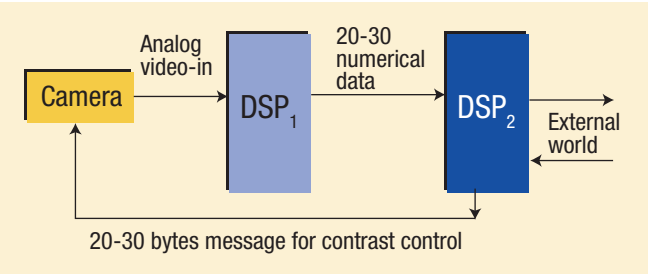 Analog
video-in
20-30
numerical
data
Camera
DSP1
DSP2
External
world
20-30 bytes message for contrast control